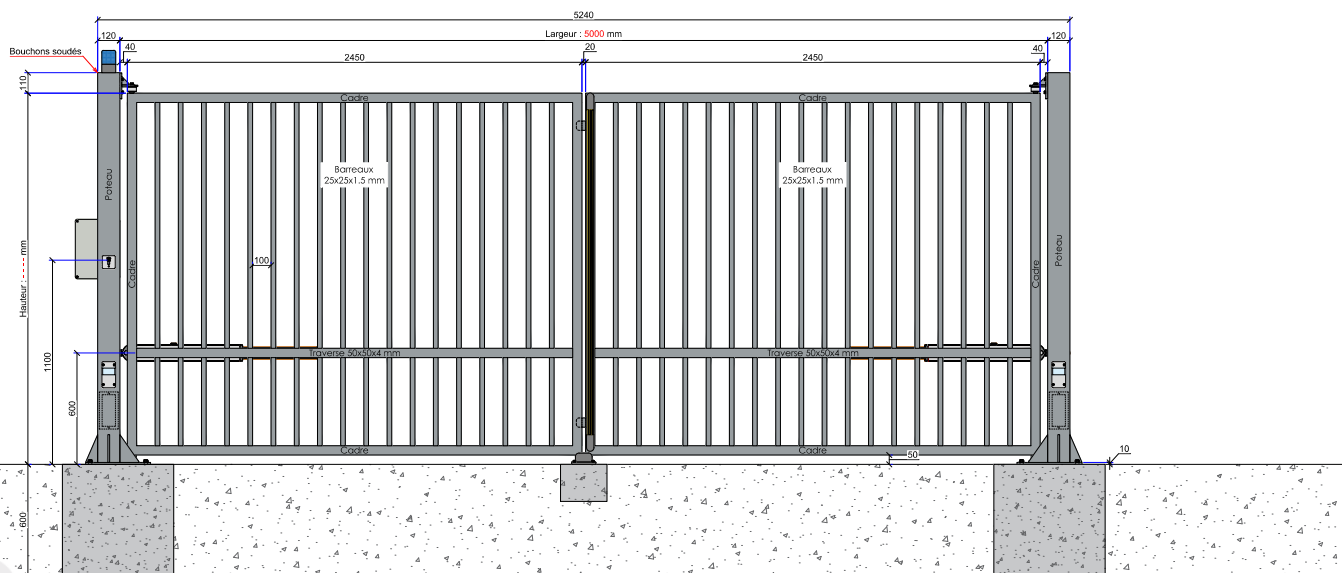 5240
120
Largeur : 5000 mm
120
Bouchons soudés
40
2450
20
2450
40
110
Cadre
Cadre
Barreaux
25x25x1.5 mm
Barreaux
25x25x1.5 mm
Poteau
Poteau
Hauteur : - - - - mm
Cadre
100
Cadre
1100
Traverse 50x50x4 mm
Traverse 50x50x4 mm
600
Cadre
Cadre
50
10
600